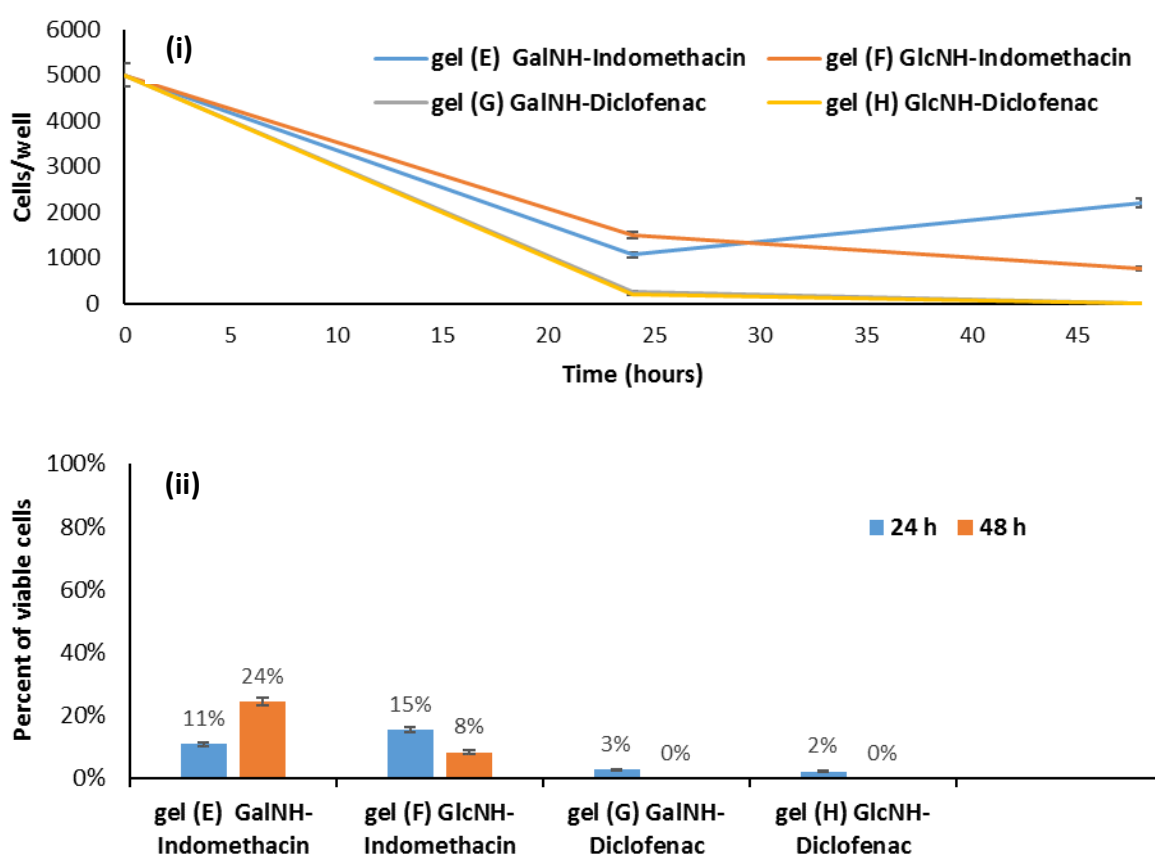 (i)
gel (E)  GalNH-Indomethacin
gel (F) GlcNH-Indomethacin
gel (G) GalNH-Diclofenac
gel (H) GlcNH-Diclofenac
Cells/well
6000
5000
4000
3000
2000
1000
0
0 5 10 15 20 25 30 35 40 45
Time (hours)
(ii)
24 h
48 h
Percent of viable cells
100%
80%
60%
40%
20%
0%
11%
24%
15%
8%
3%
0%
2%
0%
gel (E)  GalNH-
Indomethacin
gel (F) GlcNH-
Indomethacin
gel (G) GalNH-
Diclofenac
gel (H) GlcNH-
Diclofenac